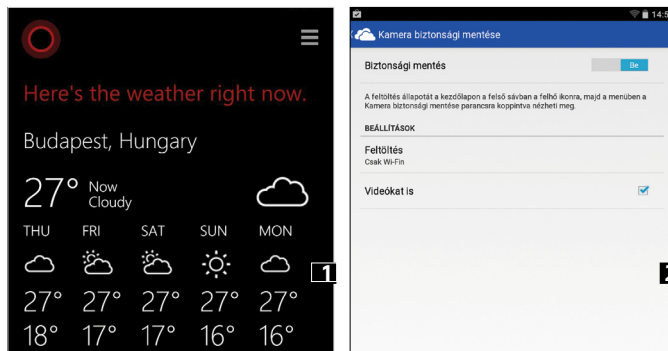 Here's the weather right now.
Budapest, Hungary
27° Now
Cloudy
THU FRI SAT SUN MON
27° 27° 27° 27° 27°
18° 17° 17° 16° 16°
1
14:5
Kamera biztonsági mentése
Biztonsági mentés Be
A feltöltés állapotát a kezdőlapon a felső sávban a felhő ikonra, majd a menüben a
Kamera biztonsági mentése parancsra koppintva nézheti meg.
BEÁLLÍTÁSOK
Feltöltés
Csak Wi-Fin
Videókat is